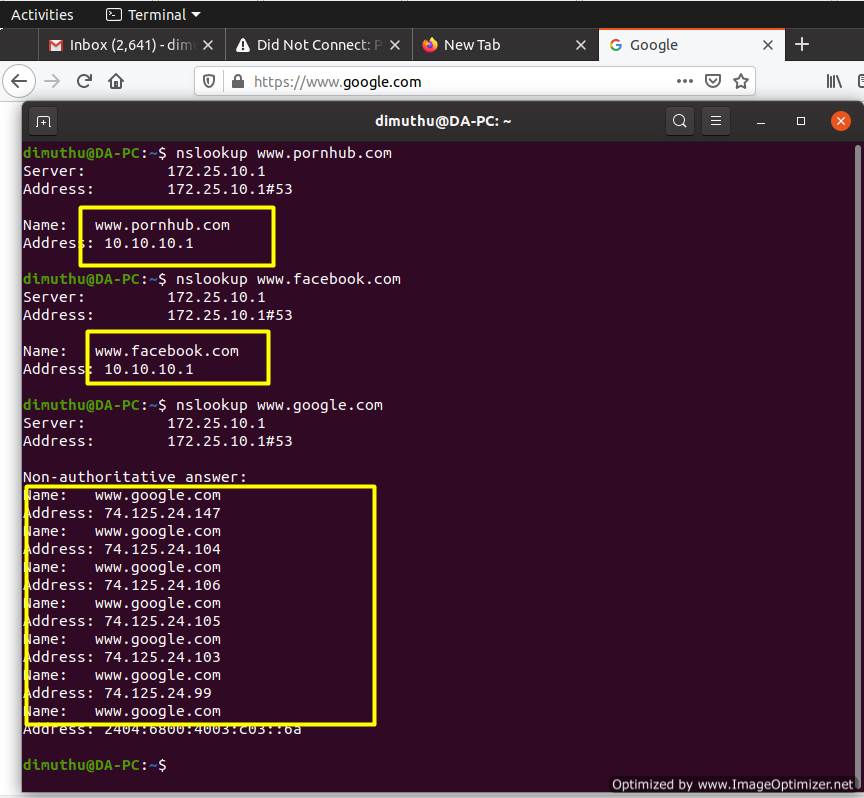 Activities Terminal
Inbox (2,641) - dim Did Not Connect: P New Tab Google
https://www.google.com
dimuthu@DA-PC: ~
dimuthu@DA-PC:~$ nslookup www.pornhub.com
Server: 172.25.10.1
Address: 172.25.10.1#53
Name: www.pornhub.com
Address: 10.10.10.1
dimuthu@DA-PC:~$ nslookup www.facebook.com
Server: 172.25.10.1
Address: 172.25.10.1#53
Name: www.facebook.com
Address: 10.10.10.1
dimuthu@DA-PC:~$ nslookup www.google.com
Server: 172.25.10.1
Address: 172.25.10.1#53
Non-authoritative answer:
Name: www.google.com
Address: 74.125.24.147
Name: www.google.com
Address: 74.125.24.104
Name: www.google.com
Address: 74.125.24.106
Name: www.google.com
Address: 74.125.24.105
Name: www.google.com
Address: 74.125.24.103
Name: www.google.com
Address: 74.125.24.99
Name: www.google.com
Address: 2404:6800:4003:c03::6a
dimuthu@DA-PC:~$
Optimized by www.ImageOptimizer.net